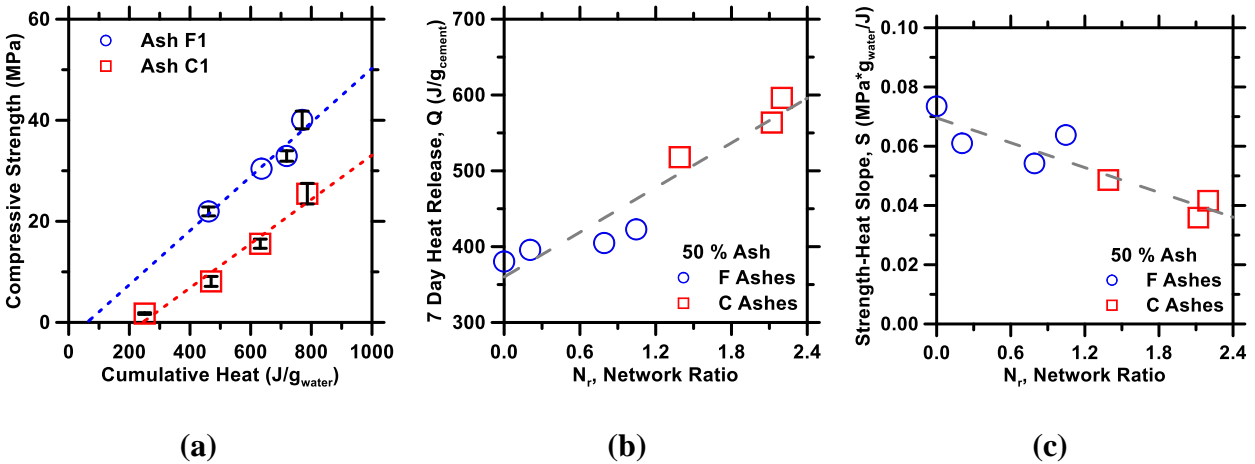 60
40
20
0
0 200 400 600 800 1000
Compressive Strength (MPa)
Cumulative Heat (J/gwater)
Ash F1
Ash C1
(a)
700
600
500
400
300
0.0 0.6 1.2 1.8 2.4
7 Day Heat Release, Q (J/gcement)
Nr, Network Ratio
50 % Ash
F Ashes
C Ashes
(b)
0.10
0.08
0.06
0.04
0.02
0.00
0.0 0.6 1.2 1.8 2.4
Strength-Heat Slope, S (MPa*gwater/J)
Nr, Network Ratio
50 % Ash
F Ashes
C Ashes
(c)